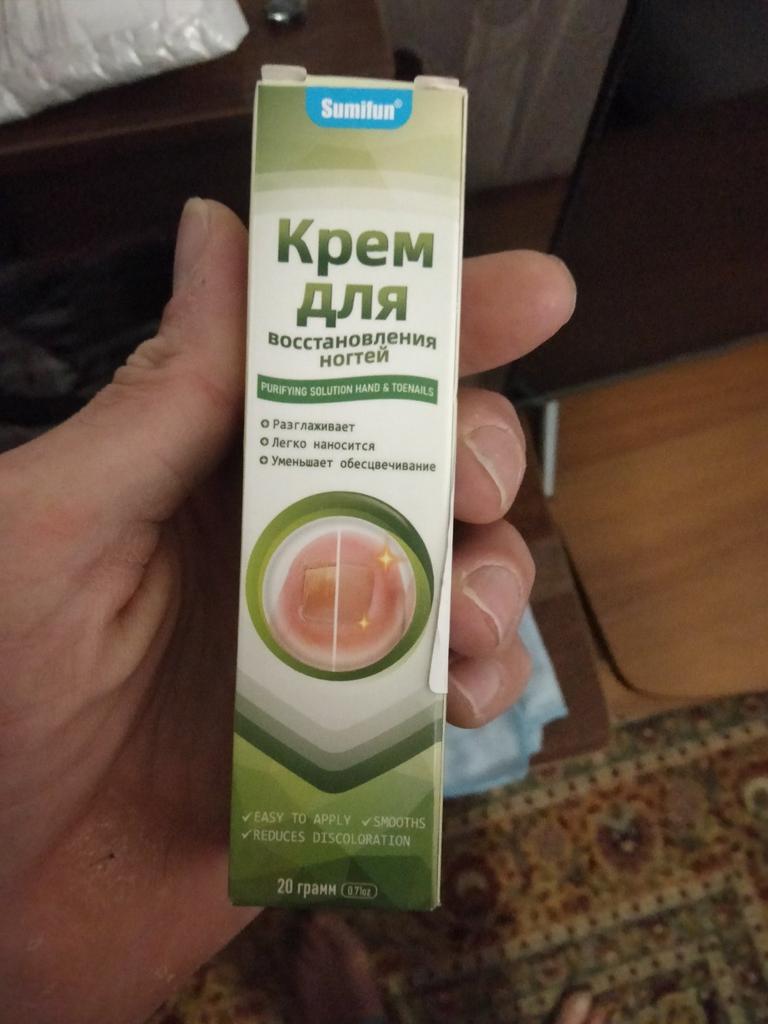 Sumifun®
Крем
для
восстановления
ногтей
PURIFYING SOLUTION HAND & TOENAILS
Разглаживает
Легко наносится
Уменьшает обесцвечивание
✓EASY TO APPLY ✓SMOOTHS
✓REDUCES DISCOLORATION
20 грамм 0.71oz